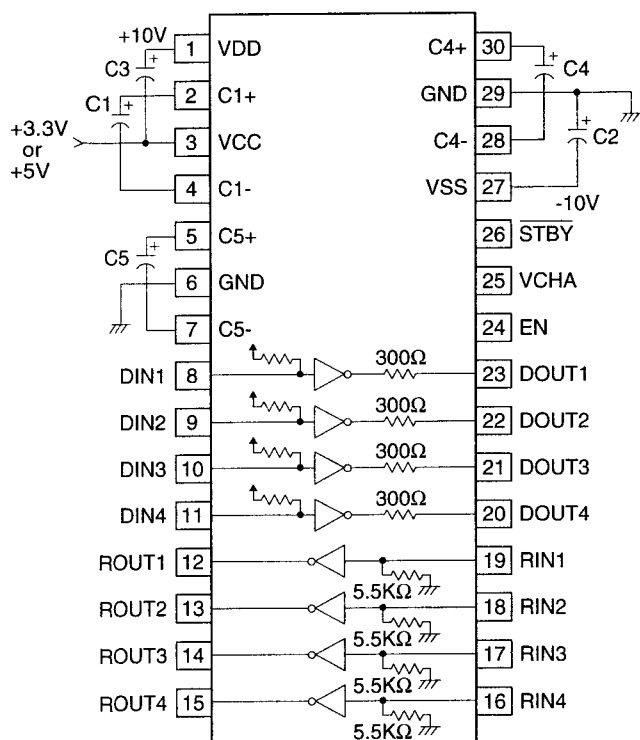 +10V
C3
C1
+3.3V
or
+5V
C5
1 VDD
2 C1+
3 VCC
4 C1-
5 C5+
6 GND
7 C5-
C4+ 30
GND 29
C4- 28
VSS 27
C4
C2
-10V
STBY 26
VCHA 25
EN 24
DIN1 8 300Ω 23 DOUT1
DIN2 9 300Ω 22 DOUT2
DIN3 10 300Ω 21 DOUT3
DIN4 11 300Ω 20 DOUT4
ROUT1 12 5.5KΩ 19 RIN1
ROUT2 13 5.5KΩ 18 RIN2
ROUT3 14 5.5KΩ 17 RIN3
ROUT4 15 5.5KΩ 16 RIN4